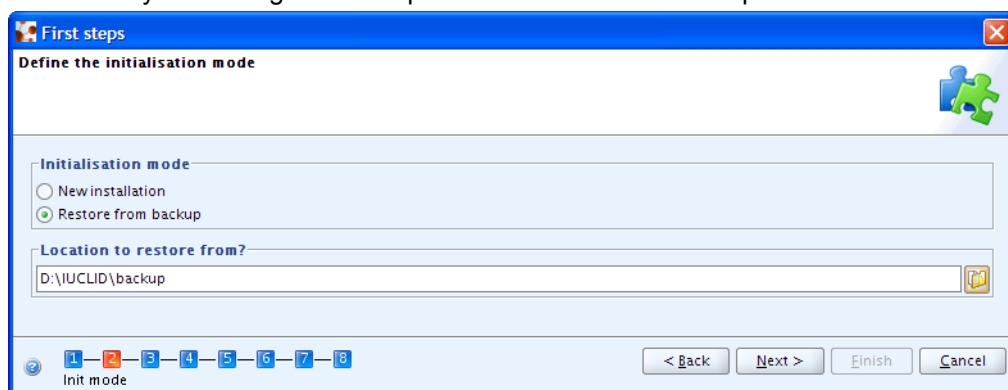 First steps
Define the initialisation mode
Initialisation mode
New installation
Restore from backup
Location to restore from?
D:\IUCLID\backup
1 2 3 4 5 6 7 8
Init mode
< Back Next > Finish Cancel